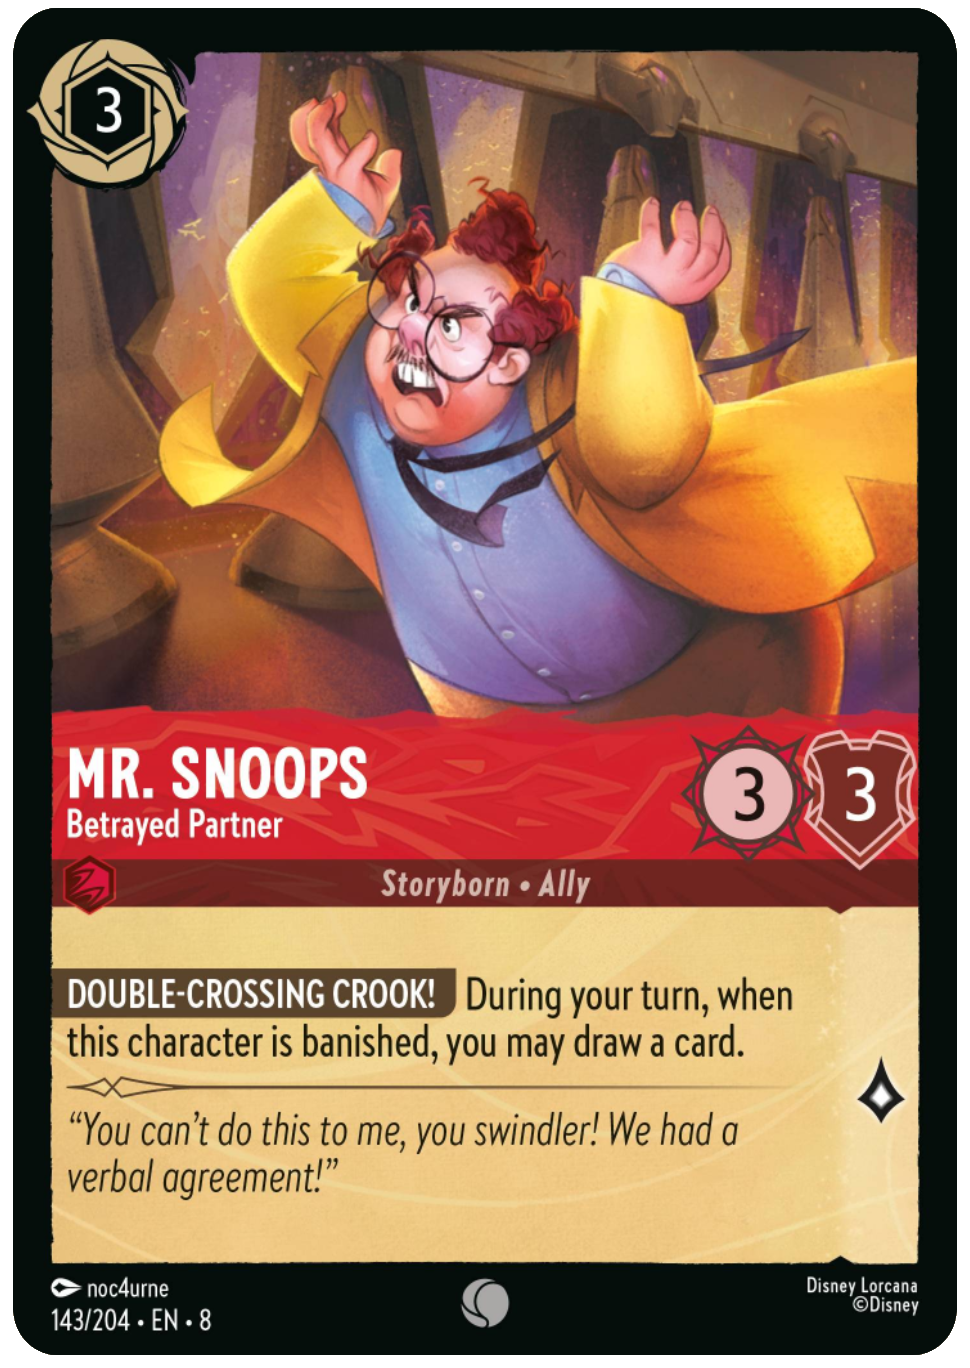 3
MR. SNOOPS
Betrayed Partner
3
3
Storyborn • Ally
DOUBLE-CROSSING CROOK! During your turn, when
this character is banished, you may draw a card.
“You can’t do this to me, you swindler! We had a
verbal agreement!”
noc4urne
143/204 • EN • 8
Disney Lorcana
©Disney